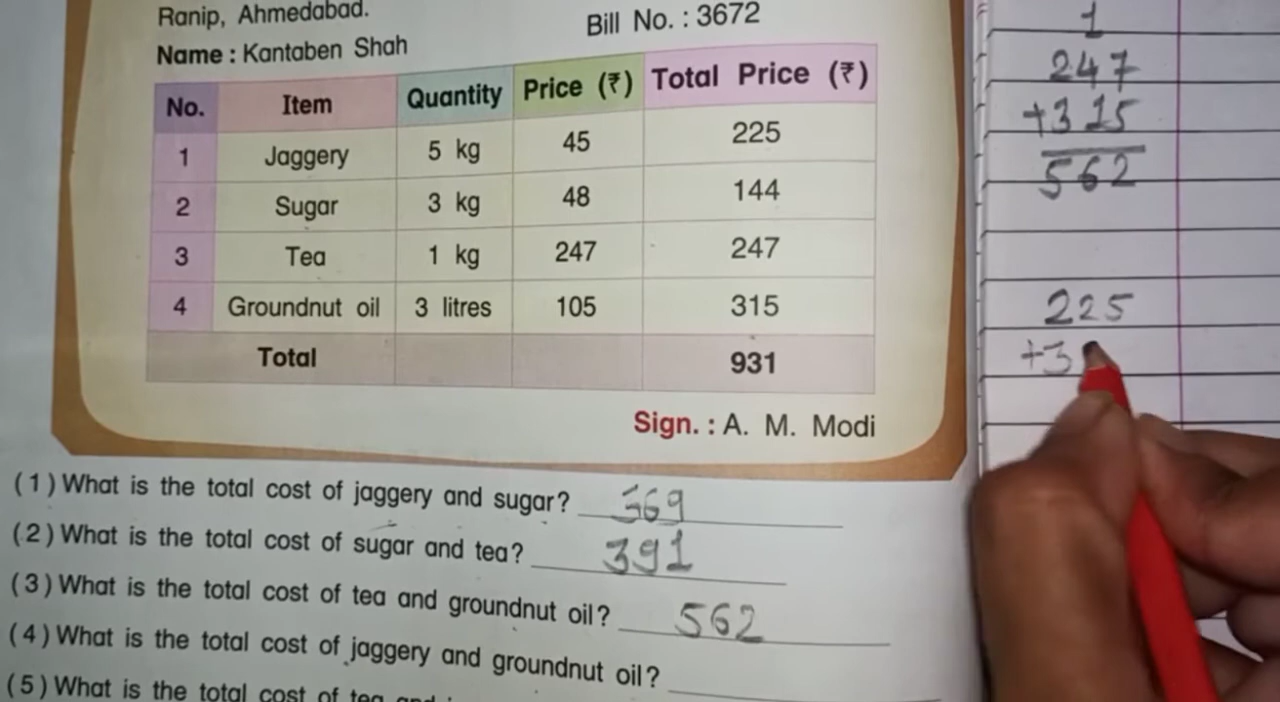 Ranip, Ahmedabad.
Bill No. : 3672
Name : Kantaben Shah
No. Item Quantity Price (₹) Total Price (₹)
1 Jaggery 5 kg 45 225
2 Sugar 3 kg 48 144
3 Tea 1 kg 247 247
4 Groundnut oil 3 litres 105 315
Total 931
Sign. : A. M. Modi
(1) What is the total cost of jaggery and sugar? 369
(2) What is the total cost of sugar and tea? 391
(3) What is the total cost of tea and groundnut oil? 562
(4) What is the total cost of jaggery and groundnut oil?
(5) What is the total cost of tea and
1
247
+315
562
225
+3